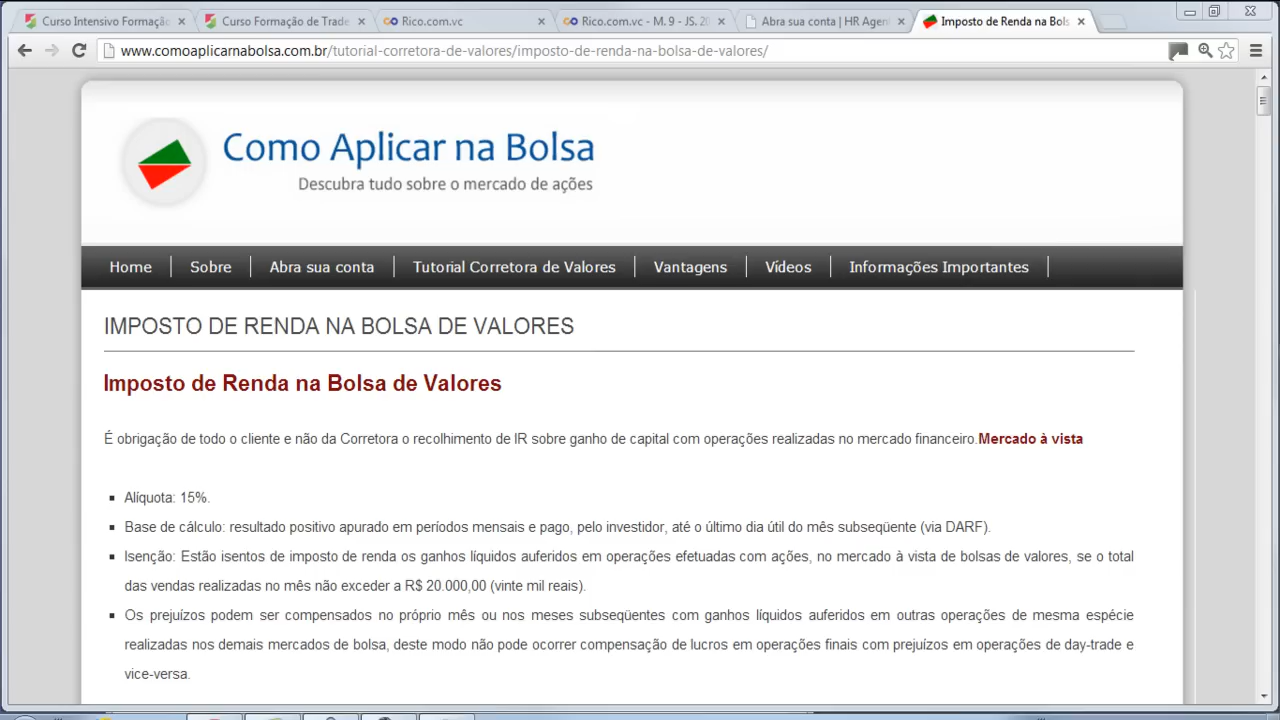 Curso Intensivo Formação
Curso Formação de Trade
Rico.com.vc
Rico.com.vc - M. 9 - JS. 20
Abra sua conta | HR Agen
Imposto de Renda na Bols
www.comoaplicarnabolsa.com.br/tutorial-corretora-de-valores/imposto-de-renda-na-bolsa-de-valores/
Como Aplicar na Bolsa
Descubra tudo sobre o mercado de ações
Home
Sobre
Abra sua conta
Tutorial Corretora de Valores
Vantagens
Vídeos
Informações Importantes
IMPOSTO DE RENDA NA BOLSA DE VALORES
Imposto de Renda na Bolsa de Valores
É obrigação de todo o cliente e não da Corretora o recolhimento de IR sobre ganho de capital com operações realizadas no mercado financeiro.Mercado à vista
Alíquota: 15%.
Base de cálculo: resultado positivo apurado em períodos mensais e pago, pelo investidor, até o último dia útil do mês subseqüente (via DARF).
Isenção: Estão isentos de imposto de renda os ganhos líquidos auferidos em operações efetuadas com ações, no mercado à vista de bolsas de valores, se o total
das vendas realizadas no mês não exceder a R$ 20.000,00 (vinte mil reais).
Os prejuízos podem ser compensados no próprio mês ou nos meses subseqüentes com ganhos líquidos auferidos em outras operações de mesma espécie
realizadas nos demais mercados de bolsa, deste modo não pode ocorrer compensação de lucros em operações finais com prejuízos em operações de day-trade e
vice-versa.